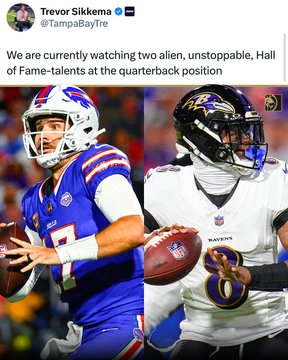 Trevor Sikkema
@TampaBayTre
We are currently watching two alien, unstoppable, Hall
of Fame-talents at the quarterback position
RAVENS
8
7